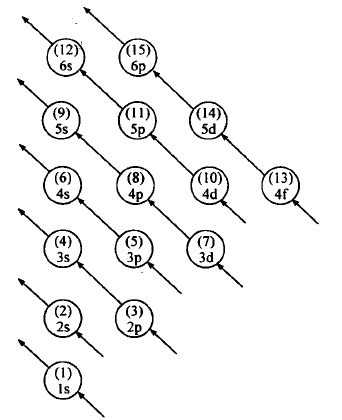 (12)
6s
(15)
6p
(9)
5s
(11)
5p
(14)
5d
(6)
4s
(8)
4p
(10)
4d
(13)
4f
(4)
3s
(5)
3p
(7)
3d
(2)
2s
(3)
2p
(1)
1s